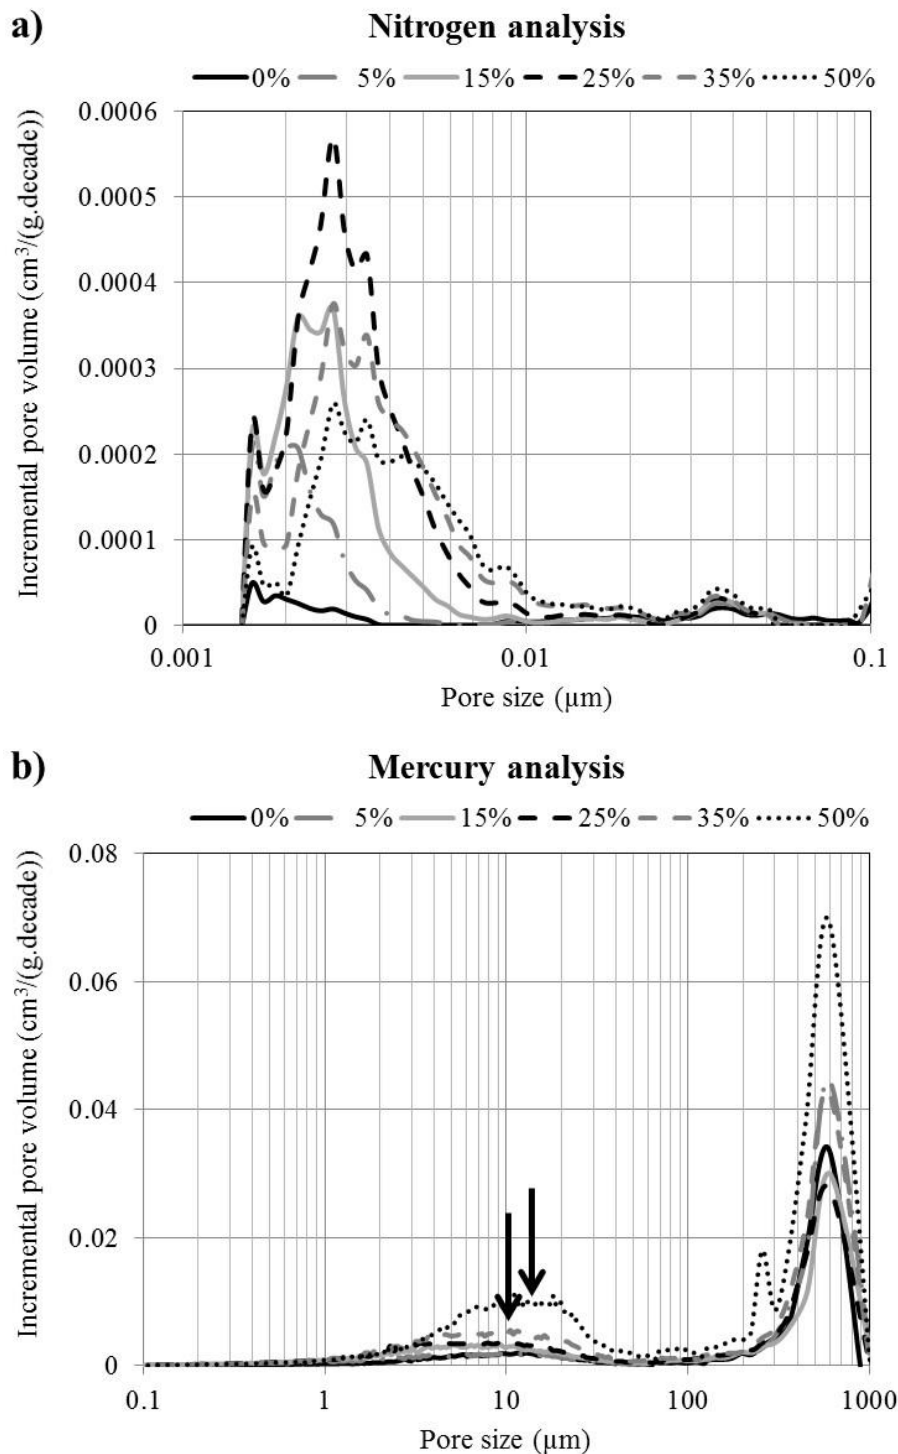 a)
Nitrogen analysis
0% 5% 15% 25% 35% 50%
Incremental pore volume (cm³/(g.decade))
0.0006
0.0005
0.0004
0.0003
0.0002
0.0001
0
0.001 0.01 0.1
Pore size (µm)
b)
Mercury analysis
0% 5% 15% 25% 35% 50%
Incremental pore volume (cm³/(g.decade))
0.08
0.06
0.04
0.02
0
0.1 1 10 100 1000
Pore size (µm)